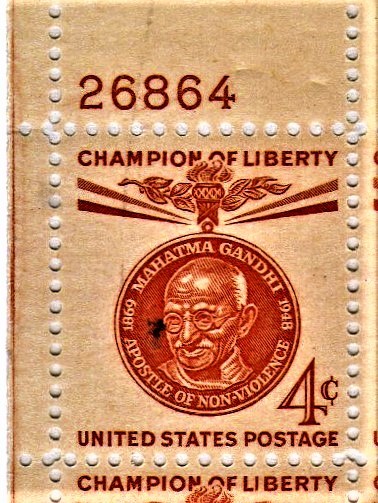 26864
CHAMPION OF LIBERTY
MAHATMA GANDHI
1869
1948
APOSTLE OF NON-VIOLENCE
4¢
UNITED STATES POSTAGE
CHAMPION OF LIBERTY